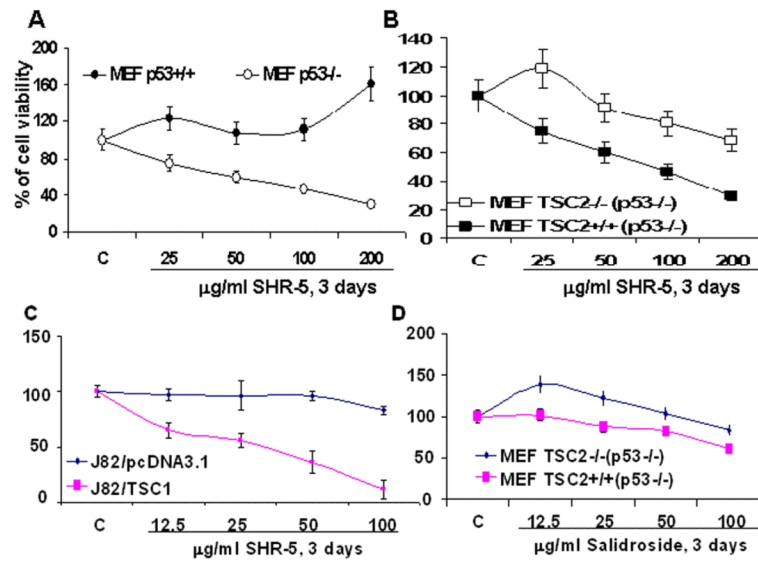 A
160
120
80
40
0
% of cell viability
MEF p53+/+ MEF p53-/-
C 25 50 100 200
μg/ml SHR-5, 3 days
B
140
120
100
80
60
40
20
0
MEF TSC2-/- (p53-/-)
MEF TSC2+/+ (p53-/-)
C 25 50 100 200
μg/ml SHR-5, 3 days
C
150
100
50
0
J82/pcDNA3.1
J82/TSC1
C 12.5 25 50 100
μg/ml SHR-5, 3 days
D
200
150
100
50
0
MEF TSC2-/-(p53-/-)
MEF TSC2+/+(p53-/-)
C 12.5 25 50 100
μg/ml Salidroside, 3 days